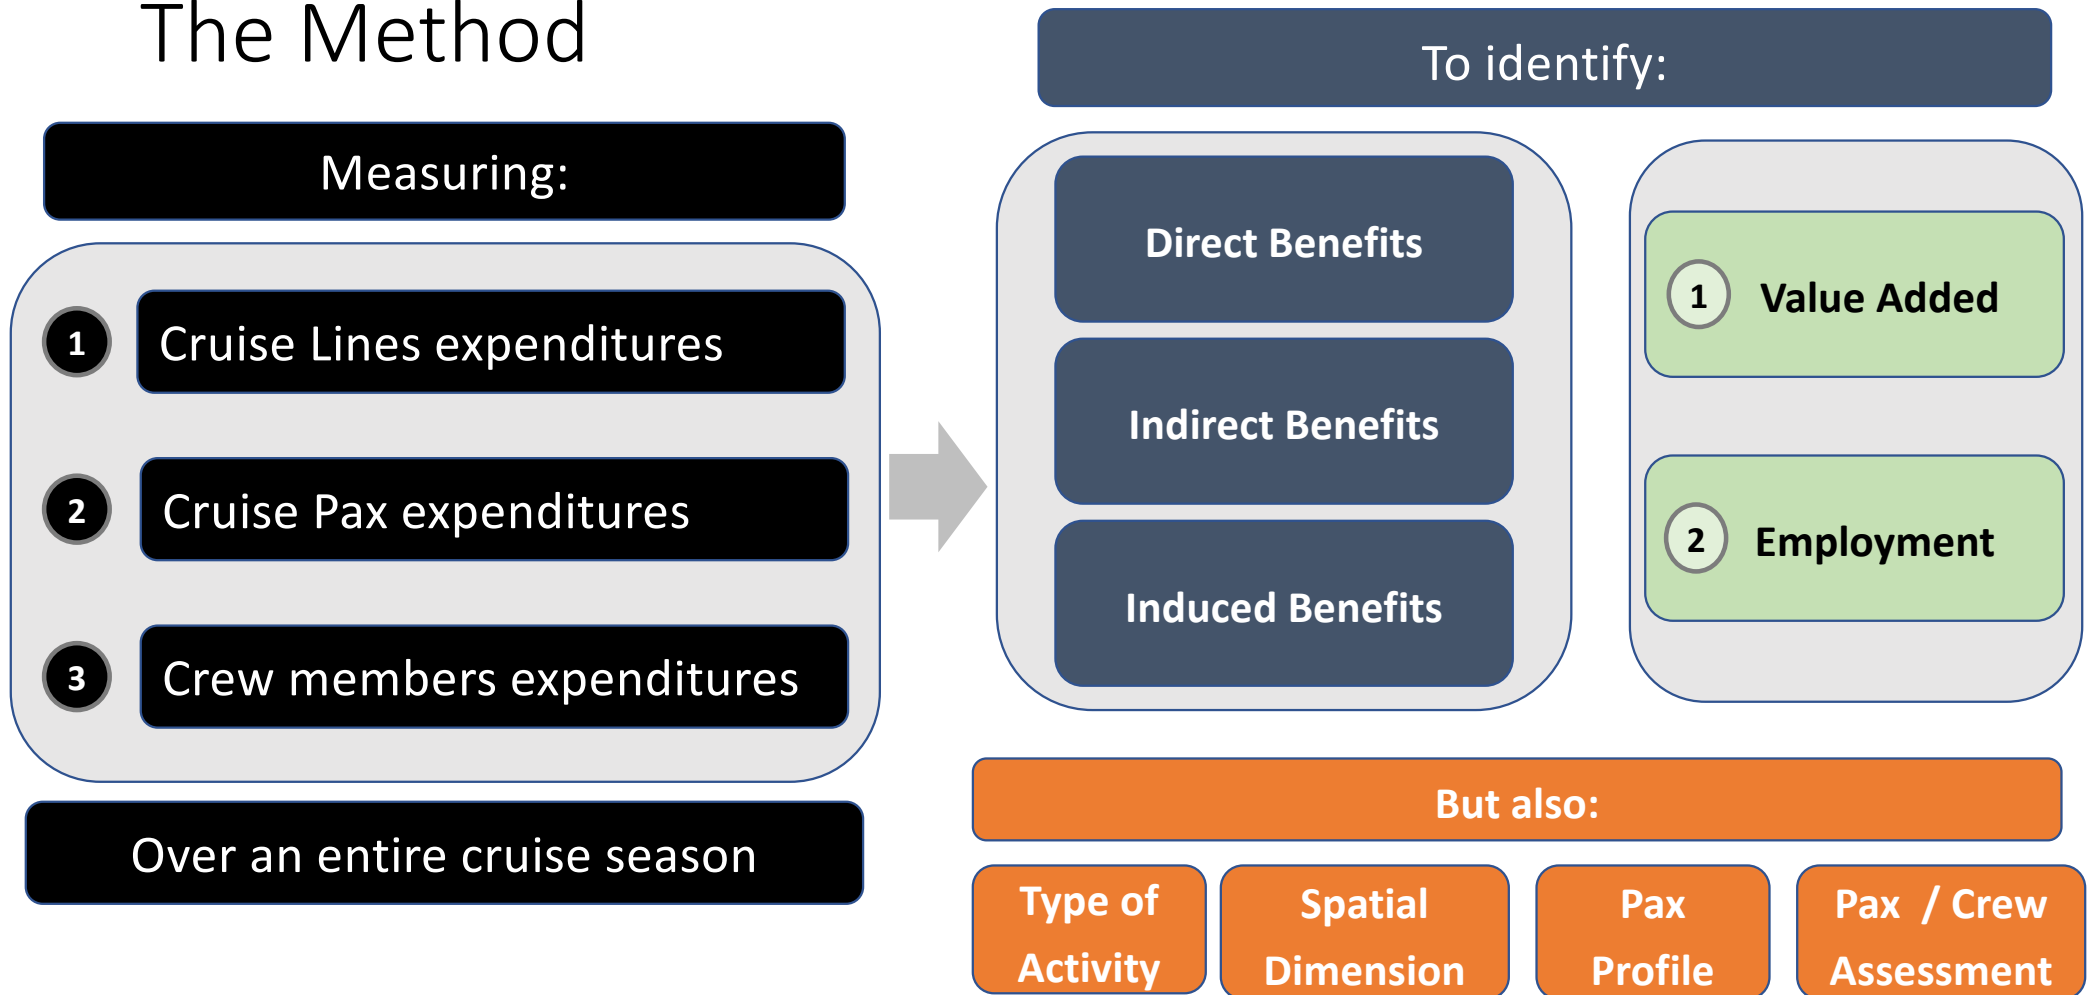 The Method
Measuring:
1 Cruise Lines expenditures
2 Cruise Pax expenditures
3 Crew members expenditures
Over an entire cruise season
To identify:
Direct Benefits
Indirect Benefits
Induced Benefits
1 Value Added
2 Employment
But also:
Type of
Activity
Spatial
Dimension
Pax
Profile
Pax / Crew
Assessment